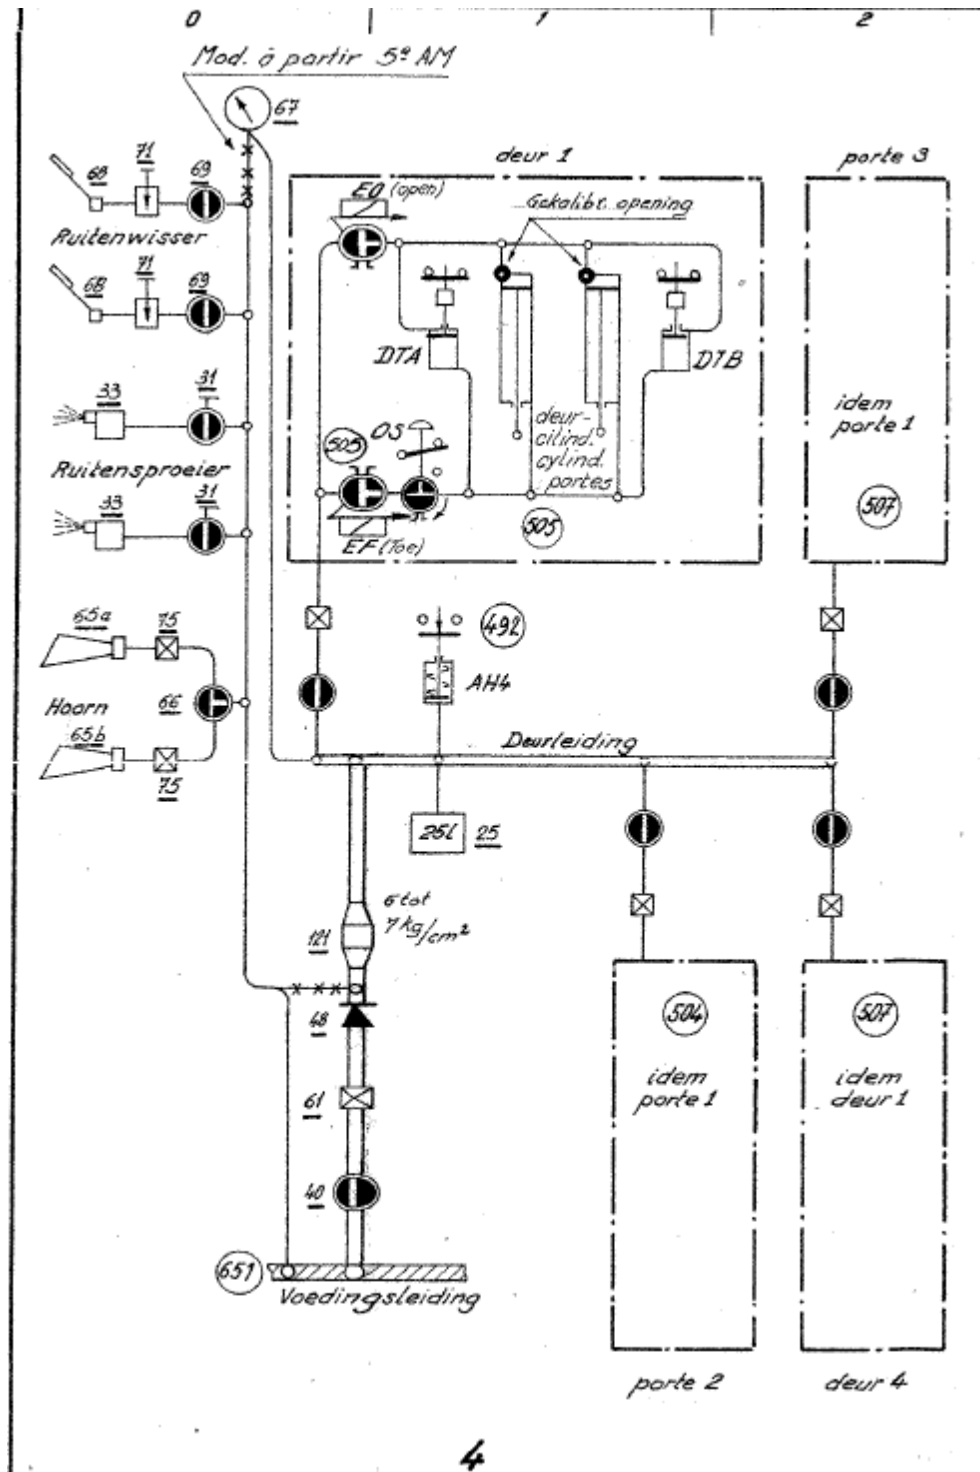 0 1 2
Mod. à partir 5e AM
67
deur 1
porte 3
68 71 69
EO (open)
Gekalibr. opening
Ruitenwisser
68 71 69
DTA
DTB
33 31
505 OS
deur-
cilind.
cylind.
portes
idem
porte 1
Ruitensproeier
507
33 31
EF (Toe)
505
65a 75
492
AH4
Hoorn 66
65b
75
Deurleiding
25l 25
6 tot
7 kg/cm²
121
48
504
507
idem
porte 1
idem
deur 1
61
40
651
Voedingsleiding
porte 2
deur 4
4